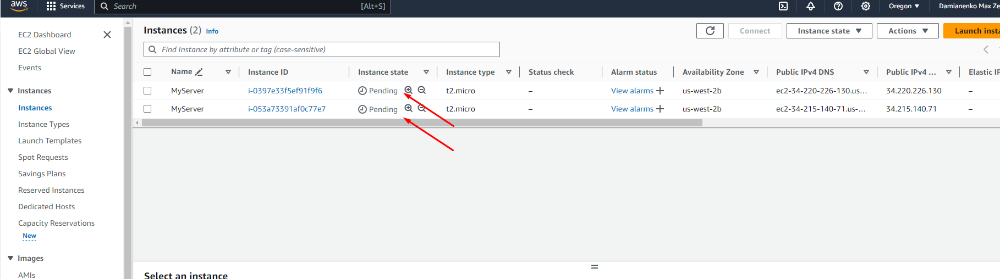 aws Services Search [Alt+S] Oregon Damianenko Max Ze
EC2 Dashboard
EC2 Global View
Events
Instances
Instances
Instance Types
Launch Templates
Spot Requests
Savings Plans
Reserved Instances
Dedicated Hosts
Capacity Reservations
New
Images
AMIs
Instances (2) Info Connect Instance state Actions Launch insta
Find Instance by attribute or tag (case-sensitive)
Name Instance ID Instance state Instance type Status check Alarm status Availability Zone Public IPv4 DNS Public IPv4 ... Elastic IP
MyServer i-0397e33f5ef91f9f6 Pending t2.micro – View alarms + us-west-2b ec2-34-220-226-130.us... 34.220.226.130 –
MyServer i-053a73391af0c77e7 Pending t2.micro – View alarms + us-west-2b ec2-34-215-140-71.us-... 34.215.140.71 –
Select an instance